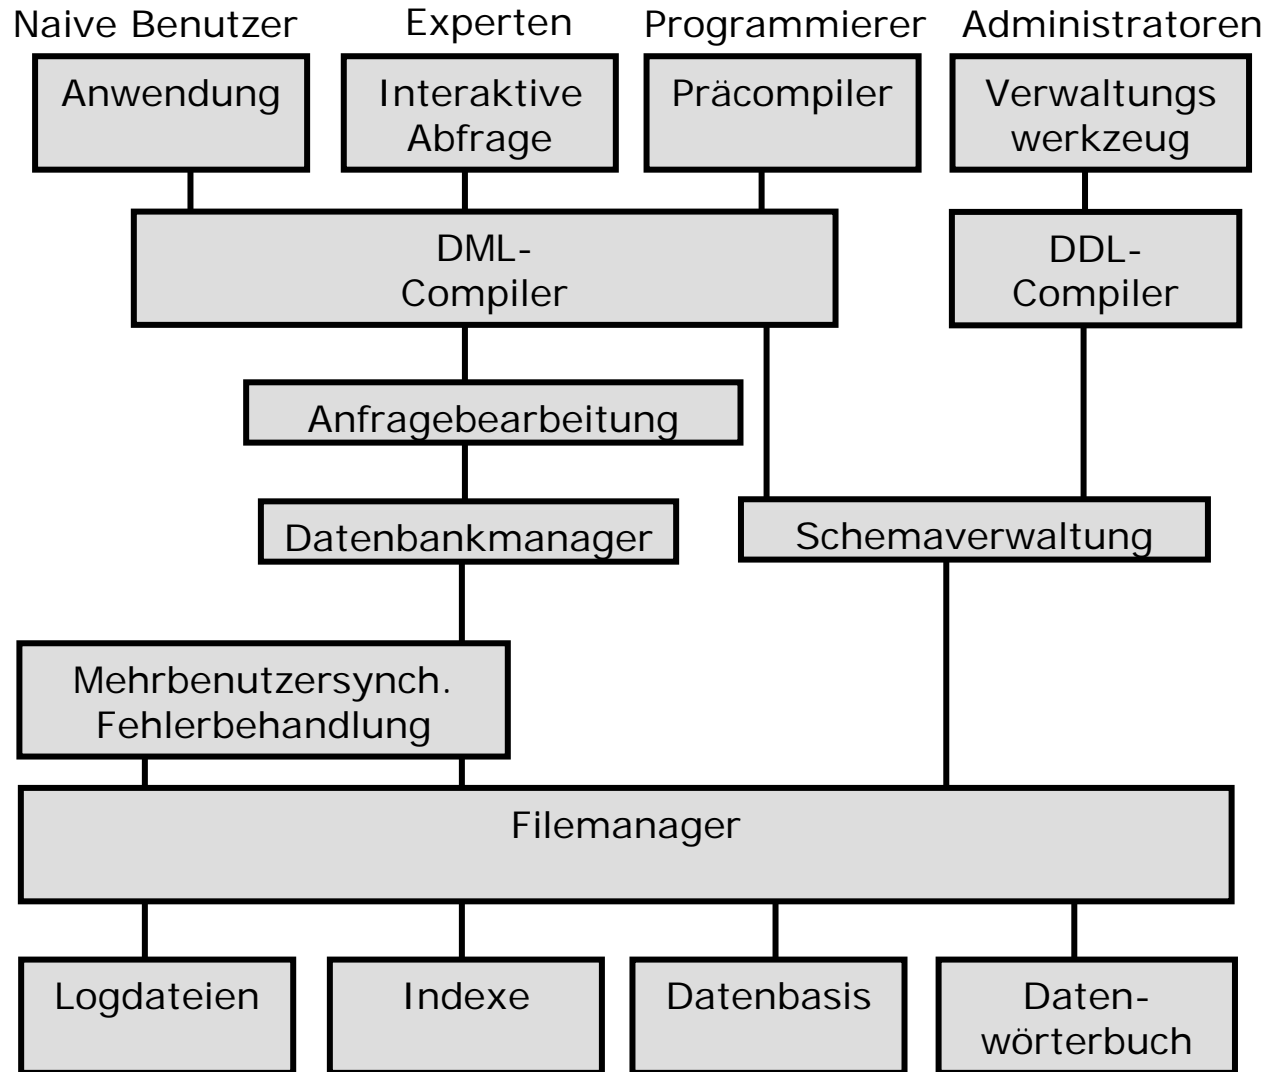 Naive Benutzer
Experten
Programmierer
Administratoren
Anwendung
Interaktive
Abfrage
Präcompiler
Verwaltungs
werkzeug
DML-
Compiler
DDL-
Compiler
Anfragebearbeitung
Datenbankmanager
Schemaverwaltung
Mehrbenutzersynch.
Fehlerbehandlung
Filemanager
Logdateien
Indexe
Datenbasis
Daten-
wörterbuch